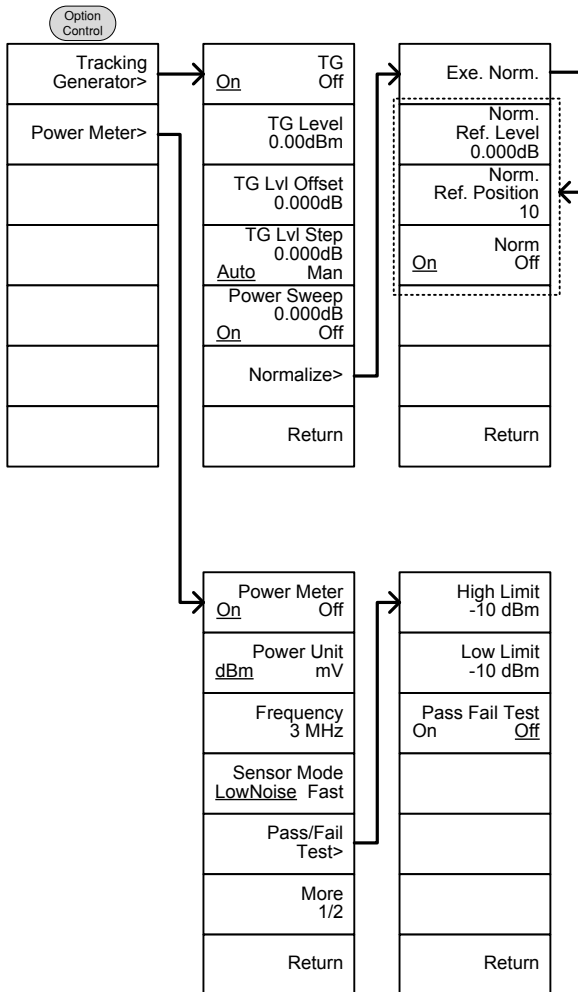 Option
Control
Tracking
Generator>
Power Meter>
TG
On Off
TG Level
0.00dBm
TG Lvl Offset
0.000dB
TG Lvl Step
0.000dB
Auto Man
Power Sweep
0.000dB
On Off
Normalize>
Return
Exe. Norm.
Norm.
Ref. Level
0.000dB
Norm.
Ref. Position
10
Norm
On Off
Return
Power Meter
On Off
Power Unit
dBm mV
Frequency
3 MHz
Sensor Mode
LowNoise Fast
Pass/Fail
Test>
More
1/2
Return
High Limit
-10 dBm
Low Limit
-10 dBm
Pass Fail Test
On Off
Return